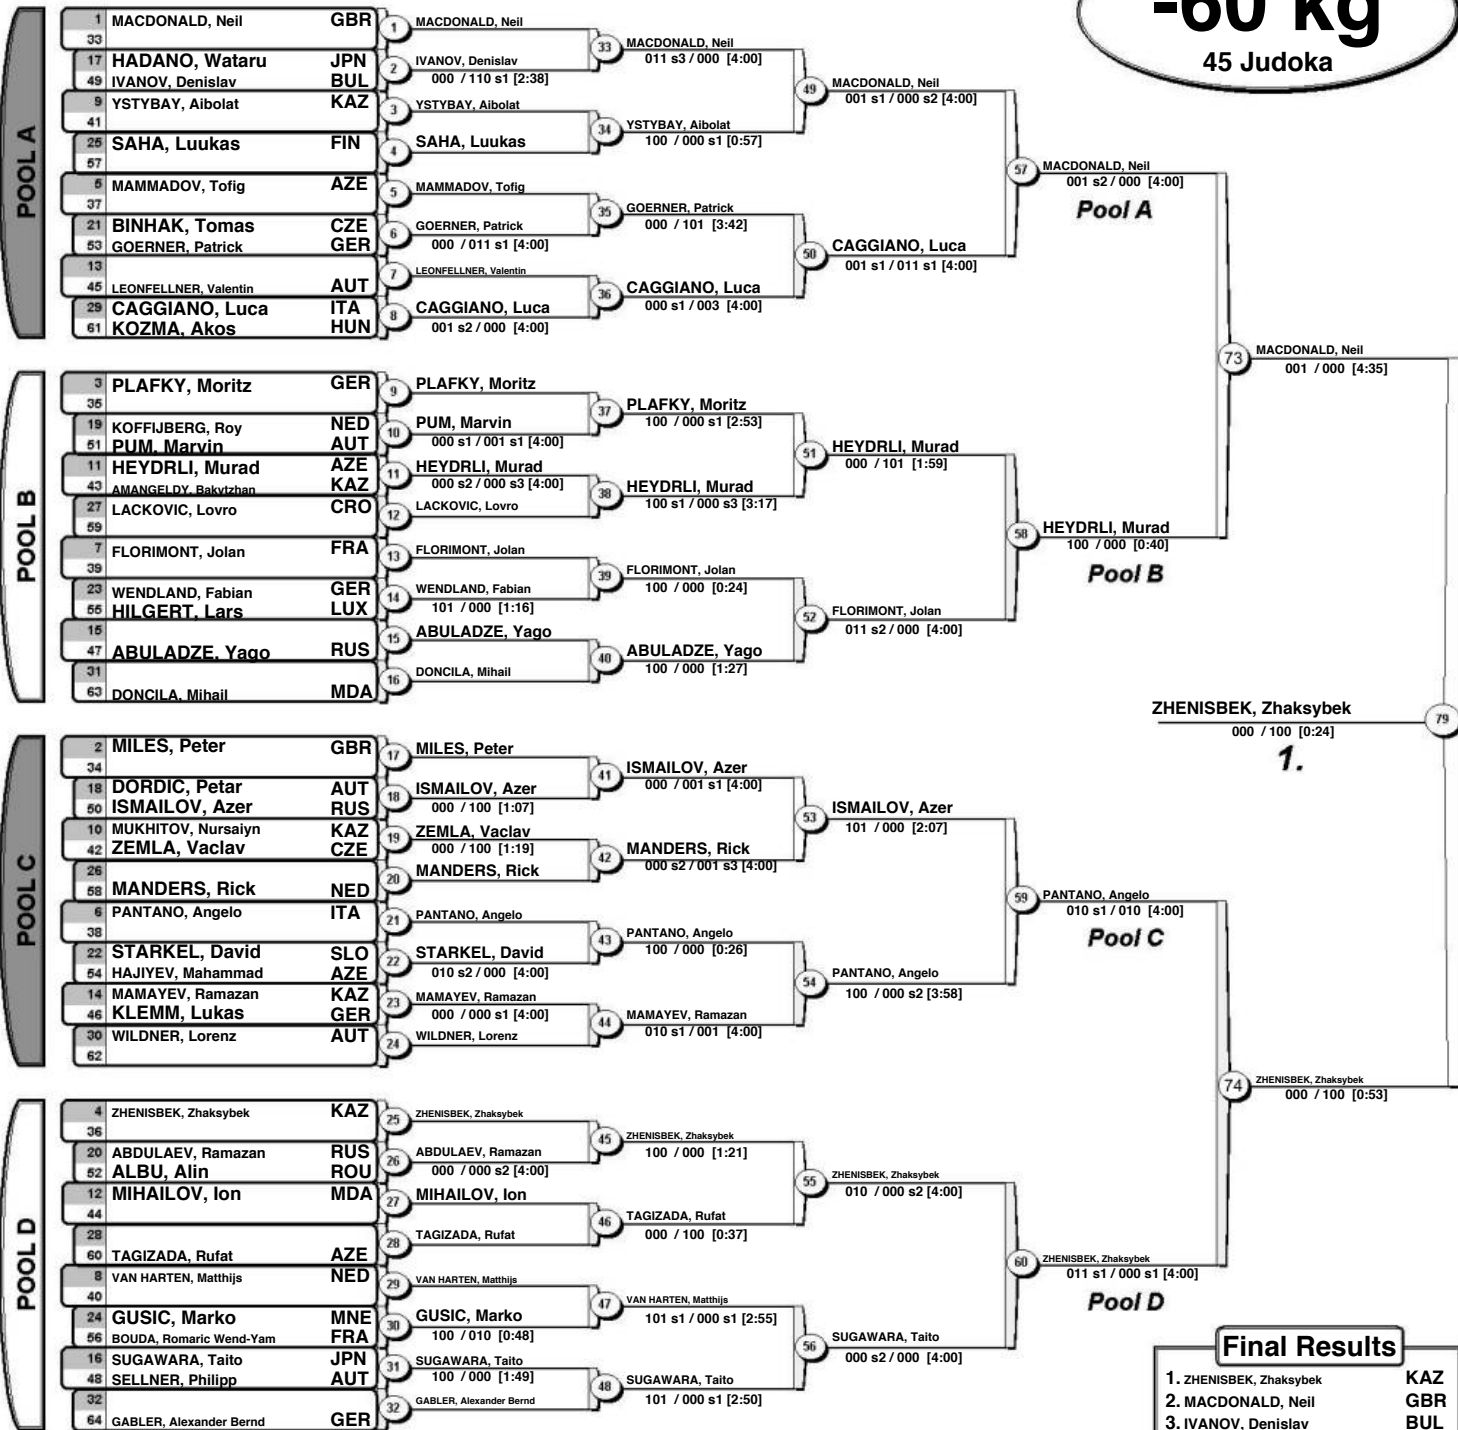 -60 kg
45 Judoka
POOL A
1 MACDONALD, Neil GBR
33
17 HADANO, Wataru JPN
49 IVANOV, Denislav BUL
9 YSTYBAY, Aibolat KAZ
41
25 SAHA, Luukas FIN
57
5 MAMMADOV, Tofig AZE
37
21 BINHAK, Tomas CZE
53 GOERNER, Patrick GER
13
45 LEONFELLNER, Valentin AUT
29 CAGGIANO, Luca ITA
61 KOZMA, Akos HUN
1 MACDONALD, Neil
2 IVANOV, Denislav
000 / 110 s1 [2:38]
3 YSTYBAY, Aibolat
4 SAHA, Luukas
5 MAMMADOV, Tofig
6 GOERNER, Patrick
000 / 011 s1 [4:00]
7 LEONFELLNER, Valentin
8 CAGGIANO, Luca
001 s2 / 000 [4:00]
33 MACDONALD, Neil
011 s3 / 000 [4:00]
34 YSTYBAY, Aibolat
100 / 000 s1 [0:57]
35 GOERNER, Patrick
000 / 101 [3:42]
36 CAGGIANO, Luca
000 s1 / 003 [4:00]
49 MACDONALD, Neil
001 s1 / 000 s2 [4:00]
50 CAGGIANO, Luca
001 s1 / 011 s1 [4:00]
57 MACDONALD, Neil
001 s2 / 000 [4:00]
Pool A
POOL B
3 PLAFKY, Moritz GER
35
19 KOFFIJBERG, Roy NED
51 PUM, Marvin AUT
11 HEYDRLI, Murad AZE
43 AMANGELDY, Bakytzhan KAZ
27 LACKOVIC, Lovro CRO
59
7 FLORIMONT, Jolan FRA
39
23 WENDLAND, Fabian GER
55 HILGERT, Lars LUX
15
47 ABULADZE, Yago RUS
31
63 DONCILA, Mihail MDA
9 PLAFKY, Moritz
10 PUM, Marvin
000 s1 / 001 s1 [4:00]
11 HEYDRLI, Murad
000 s2 / 000 s3 [4:00]
12 LACKOVIC, Lovro
13 FLORIMONT, Jolan
14 WENDLAND, Fabian
101 / 000 [1:16]
15 ABULADZE, Yago
16 DONCILA, Mihail
37 PLAFKY, Moritz
100 / 000 s1 [2:53]
38 HEYDRLI, Murad
100 s1 / 000 s3 [3:17]
39 FLORIMONT, Jolan
100 / 000 [0:24]
40 ABULADZE, Yago
100 / 000 [1:27]
51 HEYDRLI, Murad
000 / 101 [1:59]
52 FLORIMONT, Jolan
011 s2 / 000 [4:00]
58 HEYDRLI, Murad
100 / 000 [0:40]
Pool B
73 MACDONALD, Neil
001 / 000 [4:35]
ZHENISBEK, Zhaksybek 79
000 / 100 [0:24]
1.
POOL C
2 MILES, Peter GBR
34
18 DORDIC, Petar AUT
50 ISMAILOV, Azer RUS
10 MUKHITOV, Nursaiyn KAZ
42 ZEMLA, Vaclav CZE
26
58 MANDERS, Rick NED
6 PANTANO, Angelo ITA
38
22 STARKEL, David SLO
54 HAJIYEV, Mahammad AZE
14 MAMAYEV, Ramazan KAZ
46 KLEMM, Lukas GER
30 WILDNER, Lorenz AUT
62
17 MILES, Peter
18 ISMAILOV, Azer
000 / 100 [1:07]
19 ZEMLA, Vaclav
000 / 100 [1:19]
20 MANDERS, Rick
21 PANTANO, Angelo
22 STARKEL, David
010 s2 / 000 [4:00]
23 MAMAYEV, Ramazan
000 / 000 s1 [4:00]
24 WILDNER, Lorenz
41 ISMAILOV, Azer
000 / 001 s1 [4:00]
42 MANDERS, Rick
000 s2 / 001 s3 [4:00]
43 PANTANO, Angelo
100 / 000 [0:26]
44 MAMAYEV, Ramazan
010 s1 / 001 [4:00]
53 ISMAILOV, Azer
101 / 000 [2:07]
54 PANTANO, Angelo
100 / 000 s2 [3:58]
59 PANTANO, Angelo
010 s1 / 010 [4:00]
Pool C
POOL D
4 ZHENISBEK, Zhaksybek KAZ
36
20 ABDULAEV, Ramazan RUS
52 ALBU, Alin ROU
12 MIHAILOV, Ion MDA
44
28
60 TAGIZADA, Rufat AZE
8 VAN HARTEN, Matthijs NED
40
24 GUSIC, Marko MNE
56 BOUDA, Romaric Wend-Yam FRA
16 SUGAWARA, Taito JPN
48 SELLNER, Philipp AUT
32
64 GABLER, Alexander Bernd GER
25 ZHENISBEK, Zhaksybek
26 ABDULAEV, Ramazan
000 / 000 s2 [4:00]
27 MIHAILOV, Ion
28 TAGIZADA, Rufat
29 VAN HARTEN, Matthijs
30 GUSIC, Marko
100 / 010 [0:48]
31 SUGAWARA, Taito
100 / 000 [1:49]
32 GABLER, Alexander Bernd
45 ZHENISBEK, Zhaksybek
100 / 000 [1:21]
46 TAGIZADA, Rufat
000 / 100 [0:37]
47 VAN HARTEN, Matthijs
101 s1 / 000 s1 [2:55]
48 SUGAWARA, Taito
101 / 000 s1 [2:50]
55 ZHENISBEK, Zhaksybek
010 / 000 s2 [4:00]
56 SUGAWARA, Taito
000 s2 / 000 [4:00]
60 ZHENISBEK, Zhaksybek
011 s1 / 000 s1 [4:00]
Pool D
74 ZHENISBEK, Zhaksybek
000 / 100 [0:53]
Final Results
1. ZHENISBEK, Zhaksybek KAZ
2. MACDONALD, Neil GBR
3. IVANOV, Denislav BUL